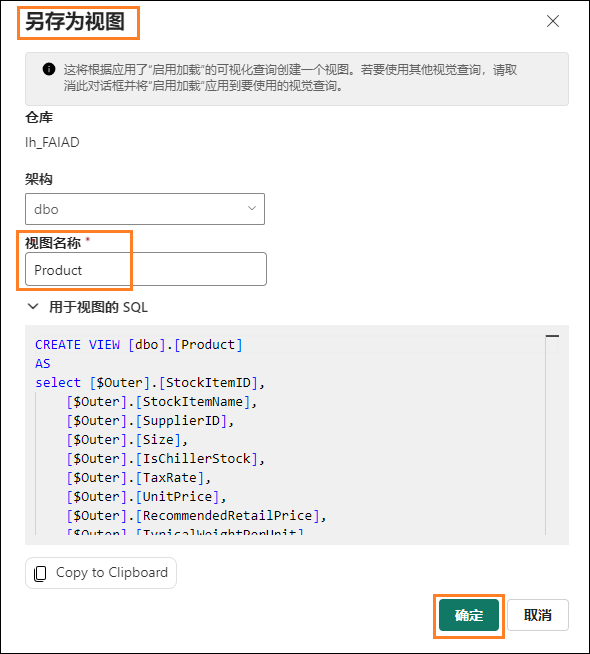 另存为视图
这将根据应用了“启用加载”的可视化查询创建一个视图。若要使用其他视觉查询，请取
消此对话框并将“启用加载”应用到要使用的视觉查询。
仓库
lh_FAIAD
架构
dbo
视图名称 *
Product
用于视图的 SQL
CREATE VIEW [dbo].[Product]
AS
select [$Outer].[StockItemID],
[$Outer].[StockItemName],
[$Outer].[SupplierID],
[$Outer].[Size],
[$Outer].[IsChillerStock],
[$Outer].[TaxRate],
[$Outer].[UnitPrice],
[$Outer].[RecommendedRetailPrice],
[$Outer].[TypicalWeightPerUnit]
Copy to Clipboard
确定 取消